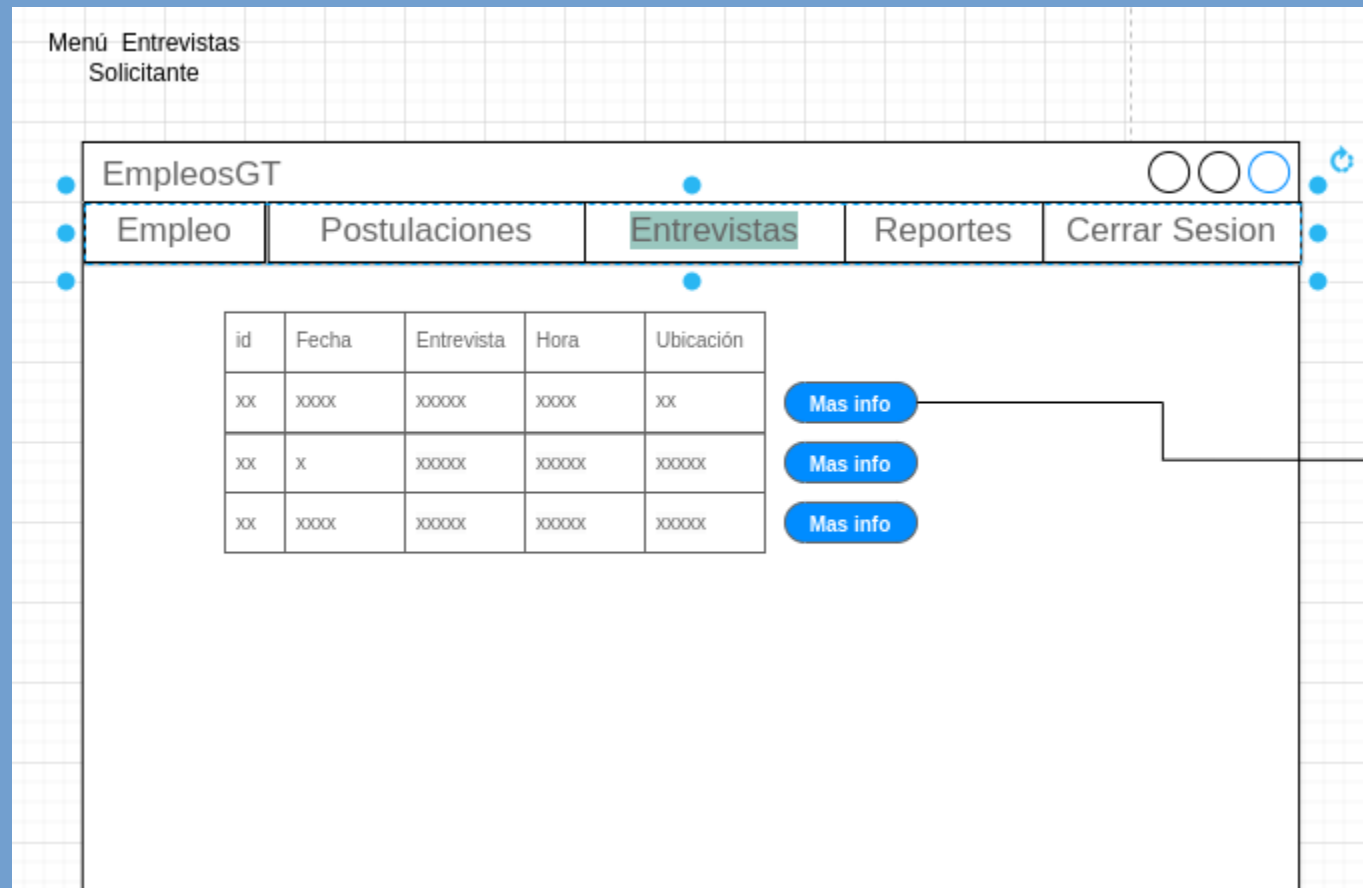 Menú Entrevistas
Solicitante
EmpleosGT
Empleo Postulaciones Entrevistas Reportes Cerrar Sesion
id Fecha Entrevista Hora Ubicación
xx xxxx xxxxx xxxx xx Mas info
xx x xxxxx xxxxx xxxxx Mas info
xx xxxx xxxxx xxxxx xxxxx Mas info